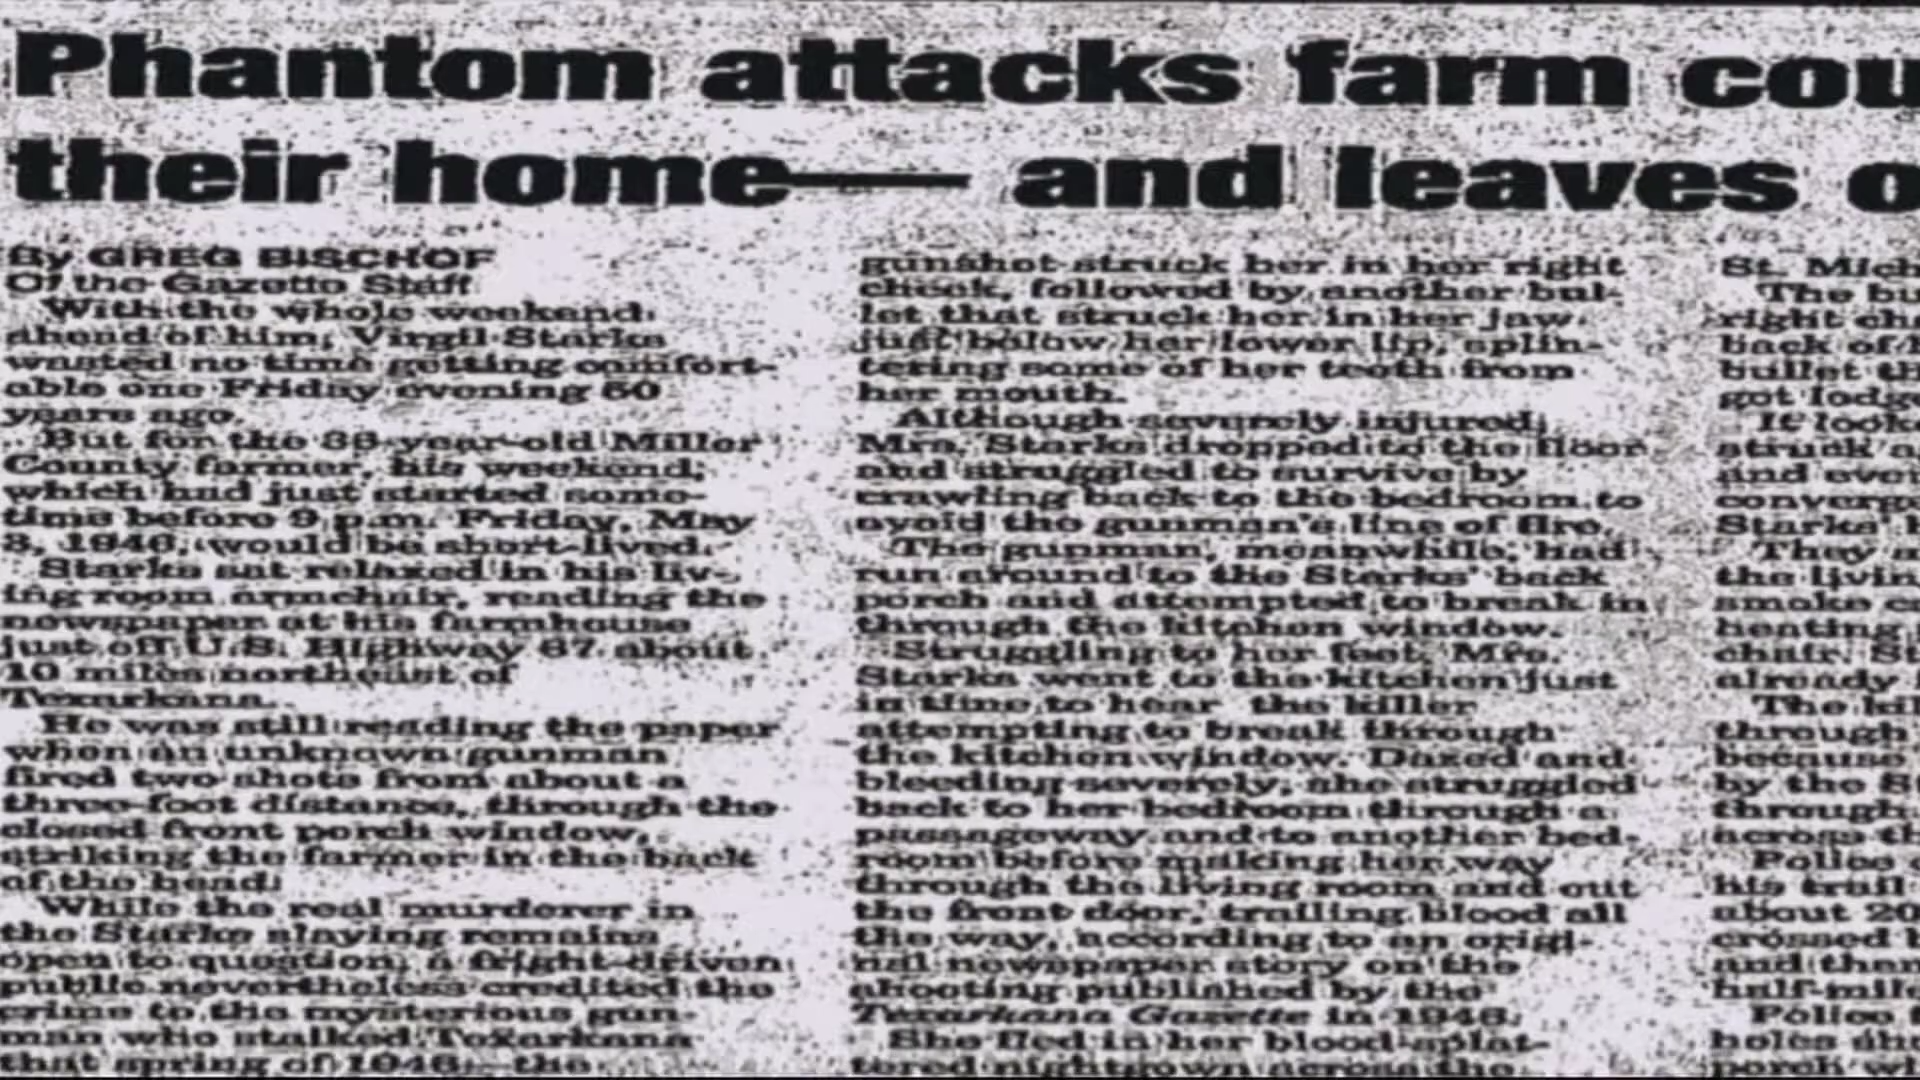 Phantom attacks farm cou
their home— and leaves o
By GREG BISCHOF
Of the Gazette Staff
With the whole weekend
ahead of him, Virgil Starks
wasted no time getting comfort-
able one Friday evening 50
years ago.
But for the 36-year-old Miller
County farmer, his weekend,
which had just started some-
time before 9 p.m. Friday, May
3, 1946, would be short-lived.
Starks sat relaxed in his liv-
ing room armchair, reading the
newspaper at his farmhouse
just off U.S. Highway 67 about
10 miles northeast of
Texarkana.
He was still reading the paper
when an unknown gunman
fired two shots from about a
three-foot distance, through the
closed front porch window,
striking the farmer in the back
of the head.
While the real murderer in
the Starks slaying remains
open to question, a fright-driven
public nevertheless credited the
crime to the mysterious gun-
man who stalked Texarkana
that spring of 1946—the
gunshot struck her in her right
cheek, followed by another bul-
let that struck her in her jaw
just below her lower lip, splin-
tering some of her teeth from
her mouth.
Although severely injured,
Mrs. Starks dropped to the floor
and struggled to survive by
crawling back to the bedroom to
avoid the gunman's line of fire.
The gunman, meanwhile, had
run around to the Starks' back
porch and attempted to break in
through the kitchen window.
Struggling to her feet, Mrs.
Starks went to the kitchen just
in time to hear the killer
attempting to break through
the kitchen window. Dazed and
bleeding severely, she struggled
back to her bedroom through a
passageway and to another bed-
room before making her way
through the living room and out
the front door, trailing blood all
the way, according to an origi-
nal newspaper story on the
shooting published by the
Texarkana Gazette in 1946.
She fled in her blood-splat-
tered nightgown across the
St. Mich
The bu
right che
back of h
bullet th
got lodge
It look
struck a
and even
converge
Starks' h
They a
the livin
smoke c
heating
chair. St
already
The kil
through
because
by the St
through
across th
Police
his trail
about 20
crossed
and then
half-mile
Police f
holes sh
porch w